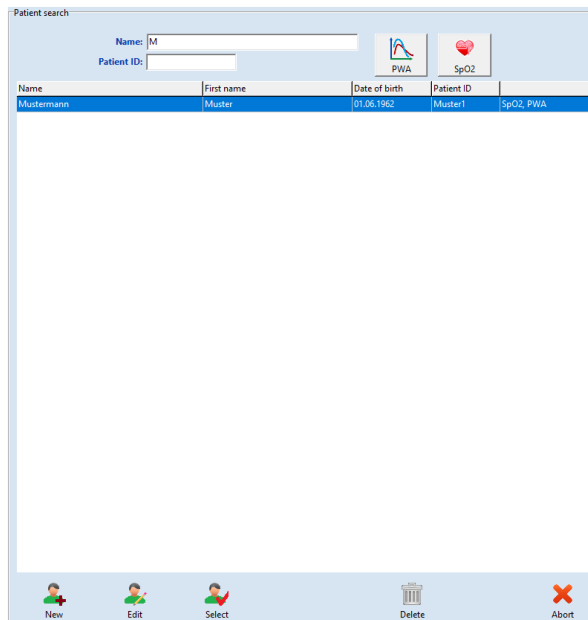 Patient search
Name: M
Patient ID:
PWA
SpO2
Name First name Date of birth Patient ID
Mustermann Muster 01.06.1962 Muster1 SpO2, PWA
New Edit Select Delete Abort